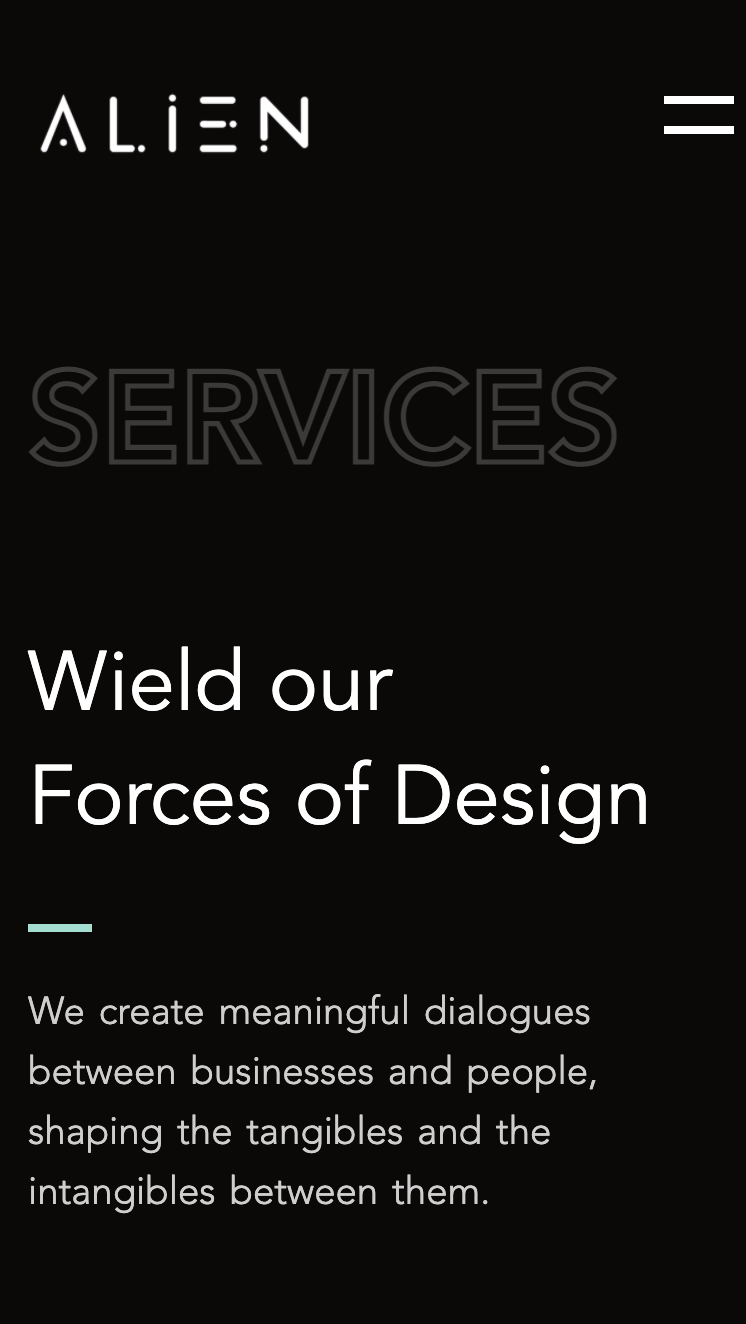 ALiEN
SERVICES
Wield our
Forces of Design
We create meaningful dialogues
between businesses and people,
shaping the tangibles and the
intangibles between them.